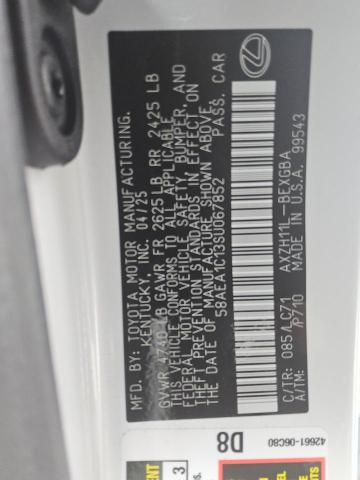 MFD. BY: TOYOTA MOTOR MANUFACTURING.
KENTUCKY, INC. 04/25
GVWR 4740 LB GAWR FR 2625 LB RR 2425 LB
THIS VEHICLE CONFORMS TO ALL APPLICABLE
FEDERAL MOTOR VEHICLE SAFETY, BUMPER, AND
THEFT PREVENTION STANDARDS IN EFFECT ON
THE DATE OF MANUFACTURE SHOWN ABOVE.
58AEA1C13SU067852 PASS. CAR
C/TR: 085/LC71 AXZH11L-BEXGBA
A/TM: /P710 MADE IN U.S.A. 99543
42661-06C80
D8
3